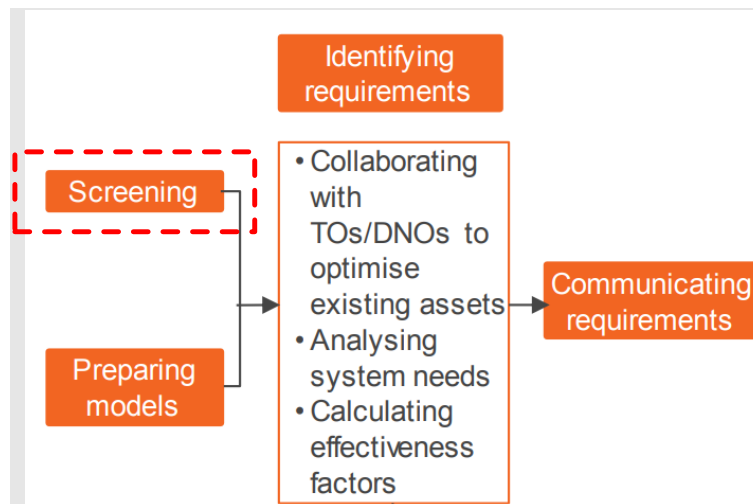 Identifying
requirements
Screening
Preparing
models
• Collaborating
with
TOs/DNOs to
optimise
existing assets
• Analysing
system needs
• Calculating
effectiveness
factors
Communicating
requirements